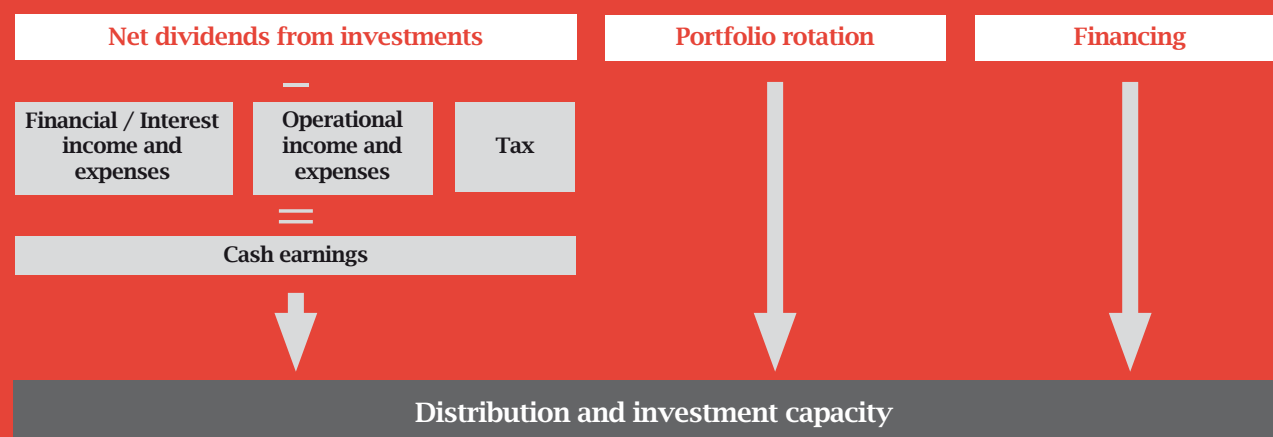 Net dividends from investments
Portfolio rotation
Financing
–
Financial / Interest
income and
expenses
Operational
income and
expenses
Tax
=
Cash earnings
Distribution and investment capacity